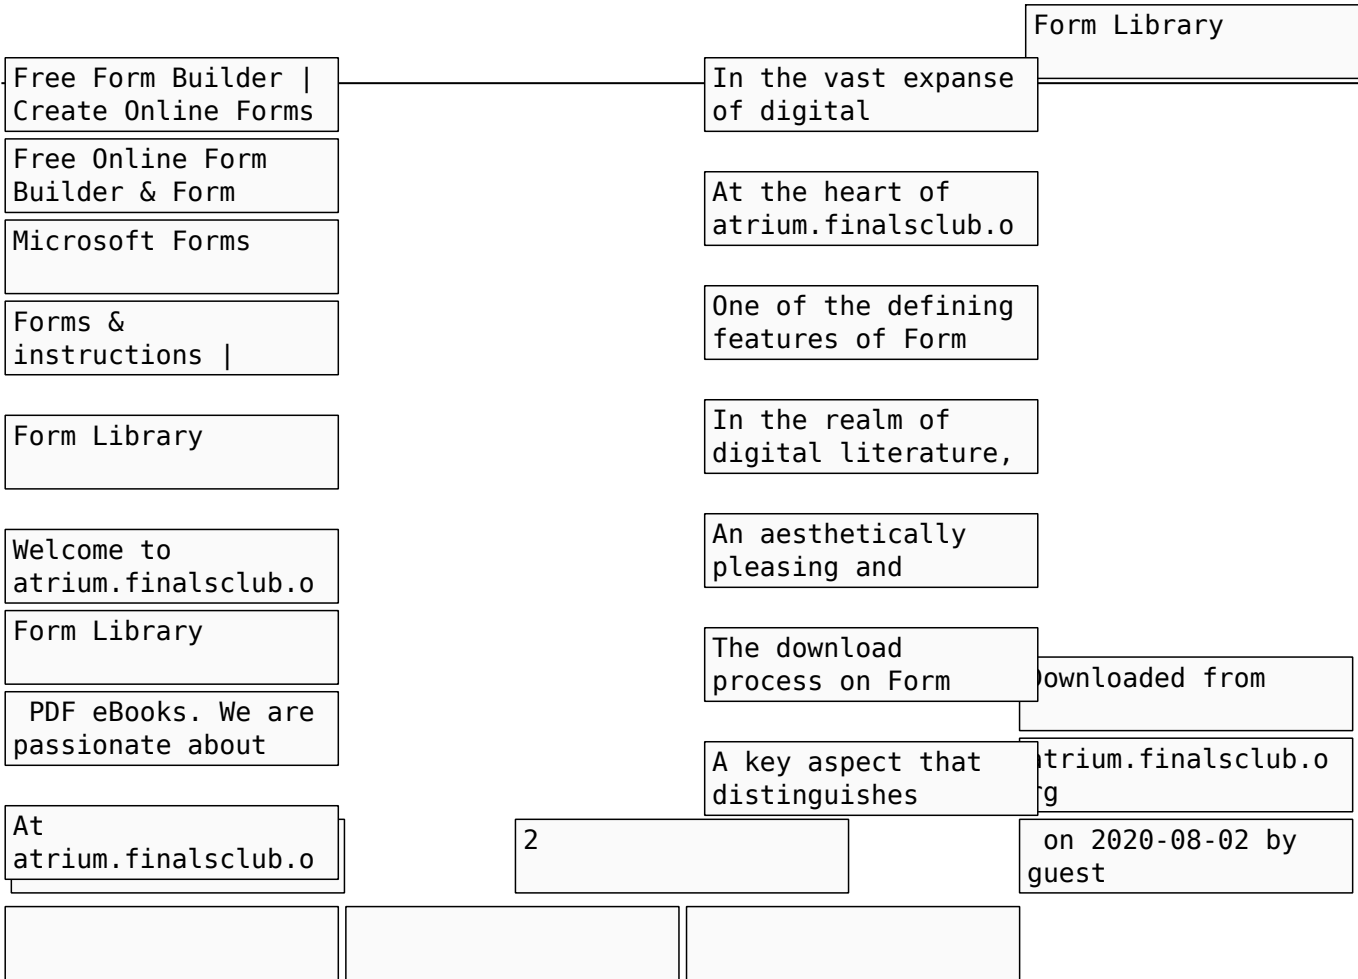 Form Library
Free Form Builder |
Create Online Forms
Free Online Form
Builder & Form
Microsoft Forms
Forms &
instructions |
Form Library
Welcome to
atrium.finalsclub.o
Form Library
PDF eBooks. We are
passionate about
At
atrium.finalsclub.o
In the vast expanse
of digital
At the heart of
atrium.finalsclub.o
One of the defining
features of Form
In the realm of
digital literature,
An aesthetically
pleasing and
The download
process on Form
A key aspect that
distinguishes
2
Downloaded from
atrium.finalsclub.o
rg
on 2020-08-02 by
guest